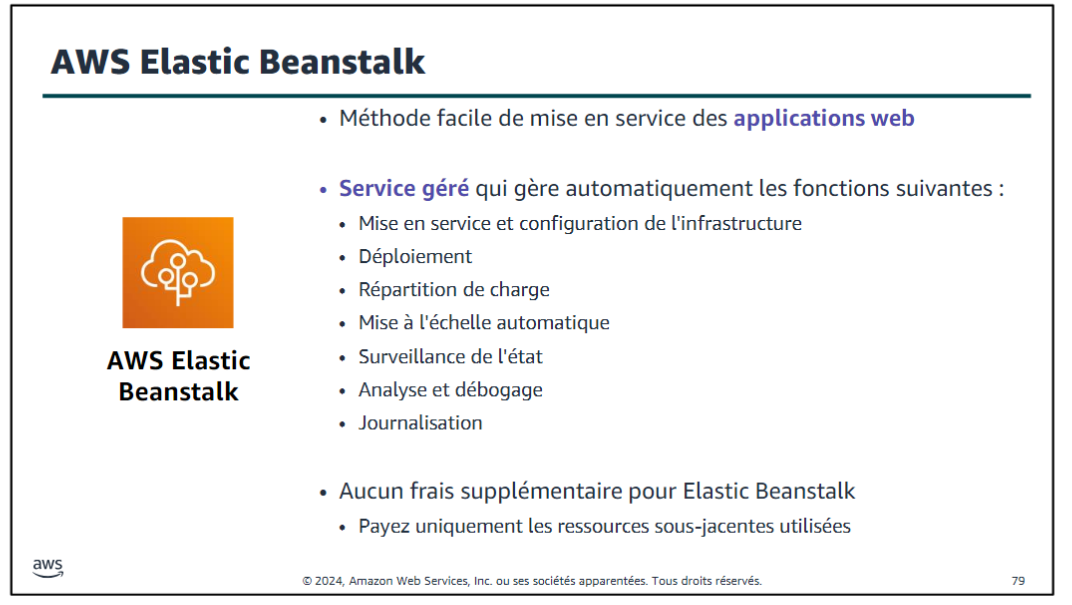 AWS Elastic Beanstalk
• Méthode facile de mise en service des applications web
• Service géré qui gère automatiquement les fonctions suivantes :
• Mise en service et configuration de l'infrastructure
• Déploiement
• Répartition de charge
• Mise à l'échelle automatique
• Surveillance de l'état
• Analyse et débogage
• Journalisation
AWS Elastic
Beanstalk
• Aucun frais supplémentaire pour Elastic Beanstalk
• Payez uniquement les ressources sous-jacentes utilisées
aws
© 2024, Amazon Web Services, Inc. ou ses sociétés apparentées. Tous droits réservés.
79